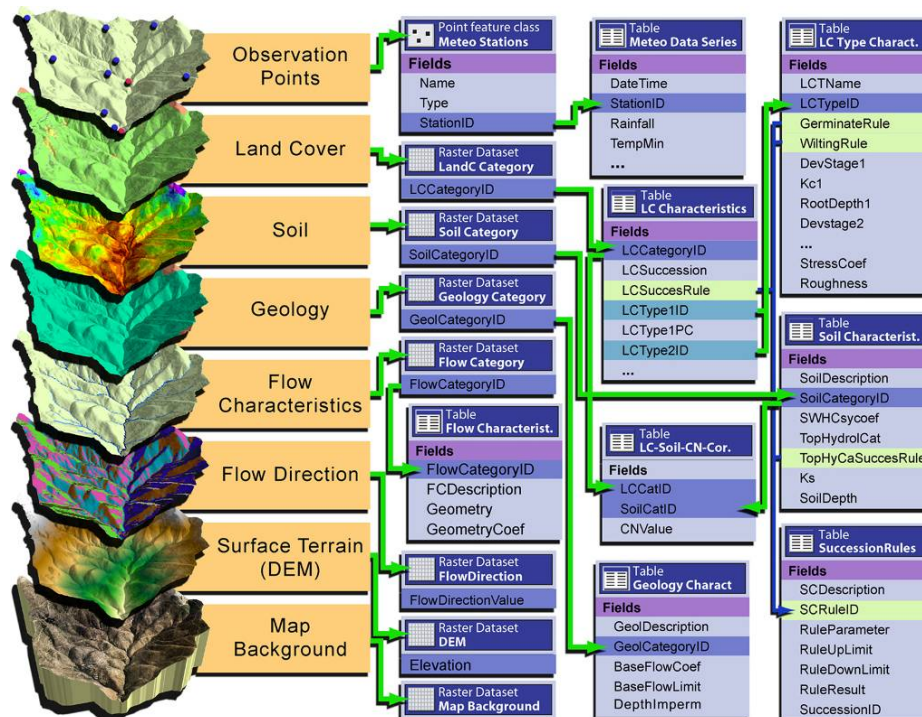 Observation
Points
Land Cover
Soil
Geology
Flow
Characteristics
Flow Direction
Surface Terrain
(DEM)
Map
Background
Point feature class
Meteo Stations
Fields
Name
Type
StationID
Raster Dataset
LandC Category
LCCategoryID
Raster Dataset
Soil Category
SoilCategoryID
Raster Dataset
Geology Category
GeolCategoryID
Raster Dataset
Flow Category
FlowCategoryID
Table
Flow Characterist.
Fields
FlowCategoryID
FCDescription
Geometry
GeometryCoef
Raster Dataset
FlowDirection
FlowDirectionValue
Raster Dataset
DEM
Elevation
Raster Dataset
Map Background
Table
Meteo Data Series
Fields
DateTime
StationID
Rainfall
TempMin
...
Table
LC Characteristics
Fields
LCCategoryID
LCSuccession
LCSuccesRule
LCType1ID
LCType1PC
LCType2ID
...
Table
LC-Soil-CN-Cor.
Fields
LCCatID
SoilCatID
CNValue
Table
Geology Charact
Fields
GeolDescription
GeolCategoryID
BaseFlowCoef
BaseFlowLimit
DepthImperm
Table
LC Type Charact.
Fields
LCTName
LCTypeID
GerminateRule
WiltingRule
DevStage1
Kc1
RootDepth1
Devstage2
...
StressCoef
Roughness
Table
Soil Characterist.
Fields
SoilDescription
SoilCategoryID
SWHCsycoef
TopHydrolCat
TopHyCaSuccesRule
Ks
SoilDepth
Table
SuccessionRules
Fields
SCDescription
SCRuleID
RuleParameter
RuleUpLimit
RuleDownLimit
RuleResult
SuccessionID